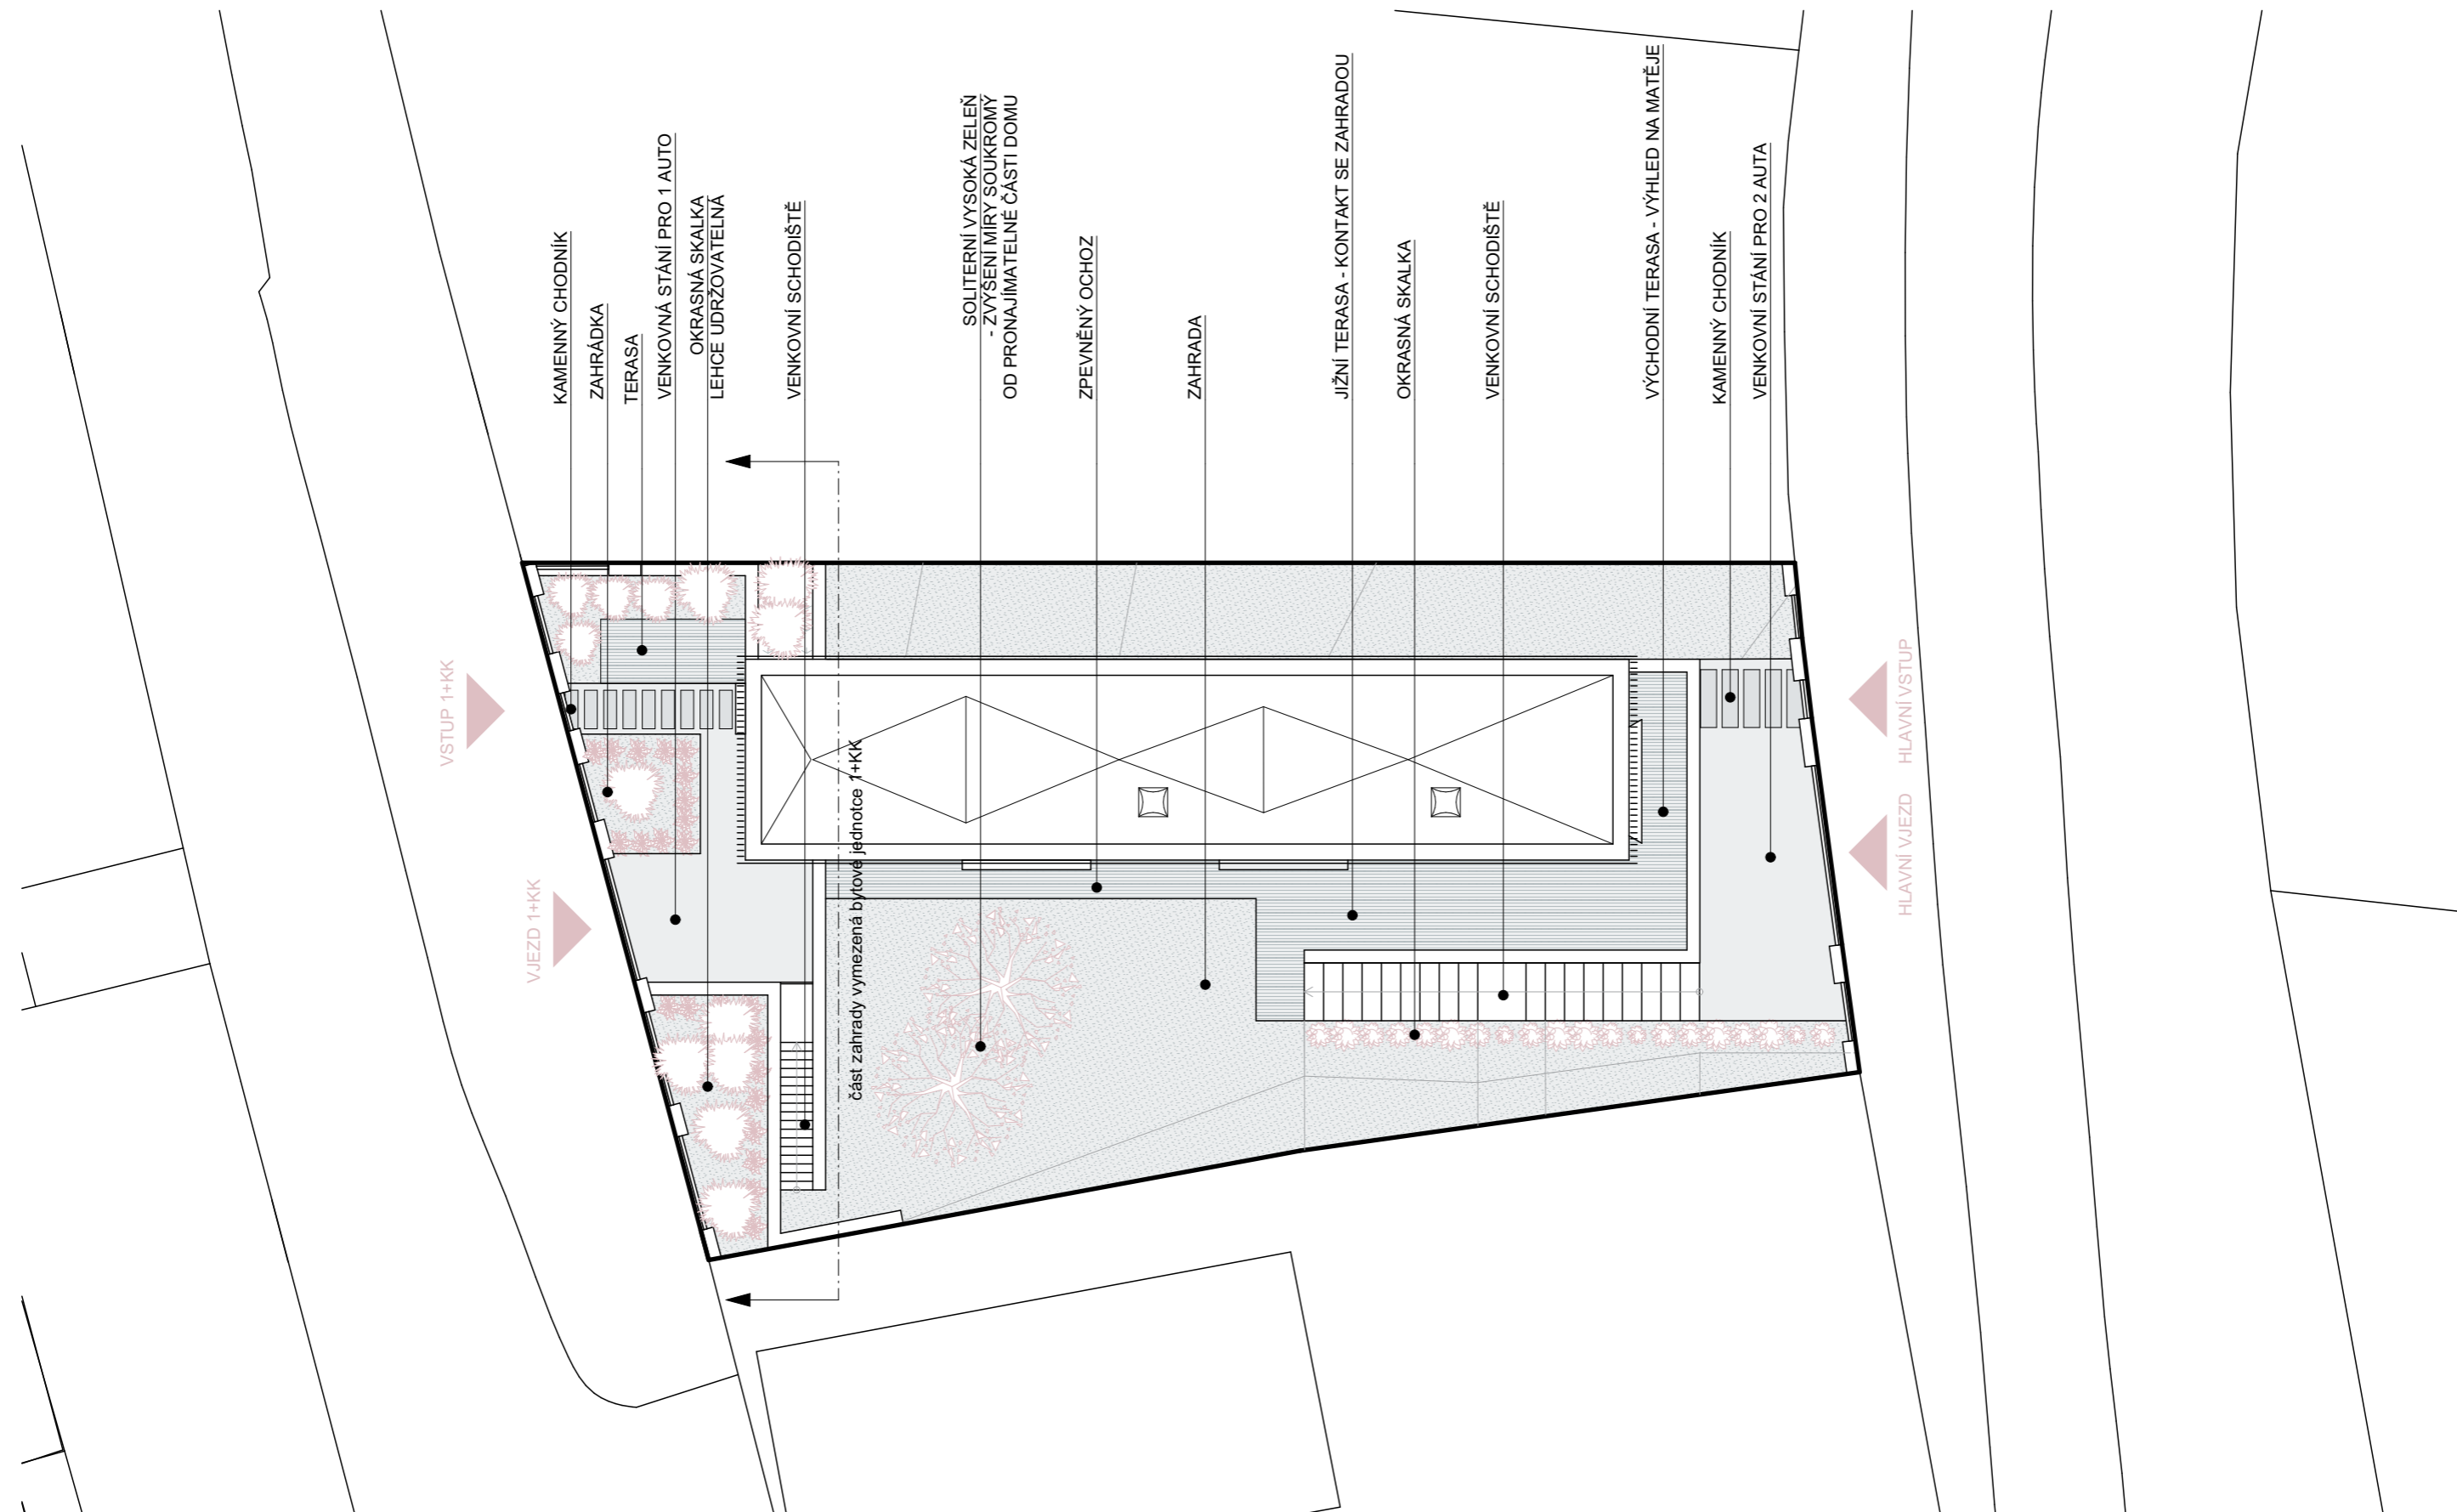 KAMENNÝ CHODNÍK
ZAHRÁDKA
TERASA
VENKOVNÁ STÁNÍ PRO 1 AUTO
OKRASNÁ SKALKA
LEHCE UDRŽOVATELNÁ
VENKOVNÍ SCHODIŠTĚ
SOLITERNÍ VYSOKÁ ZELEŇ
- ZVÝŠENÍ MÍRY SOUKROMÝ
OD PRONAJÍMATELNÉ ČÁSTI DOMU
ZPEVNĚNÝ OCHOZ
ZAHRADA
JIŽNÍ TERASA - KONTAKT SE ZAHRADOU
OKRASNÁ SKALKA
VENKOVNÍ SCHODIŠTĚ
VÝCHODNÍ TERASA - VÝHLED NA MATĚJE
KAMENNÝ CHODNÍK
VENKOVNÍ STÁNÍ PRO 2 AUTA
VSTUP 1+KK
VJEZD 1+KK
část zahrady vymezená bytové jednotce 1+KK
HLAVNÍ VSTUP
HLAVNÍ VJEZD